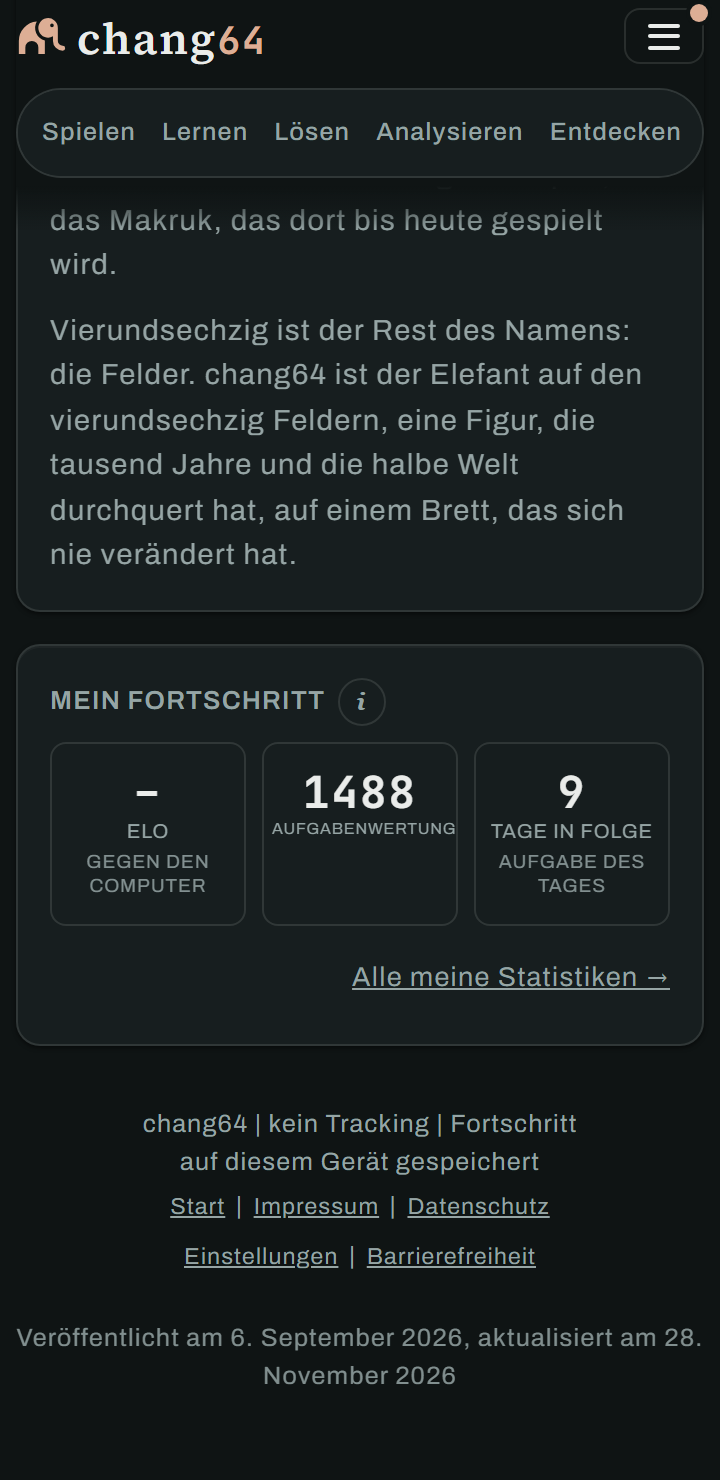 chang64
Spielen Lernen Lösen Analysieren Entdecken
das Makruk, das dort bis heute gespielt
wird.
Vierundsechzig ist der Rest des Namens:
die Felder. chang64 ist der Elefant auf den
vierundsechzig Feldern, eine Figur, die
tausend Jahre und die halbe Welt
durchquert hat, auf einem Brett, das sich
nie verändert hat.
MEIN FORTSCHRITT i
–
ELO
GEGEN DEN
COMPUTER
1488
AUFGABENWERTUNG
9
TAGE IN FOLGE
AUFGABE DES
TAGES
Alle meine Statistiken →
chang64 | kein Tracking | Fortschritt
auf diesem Gerät gespeichert
Start | Impressum | Datenschutz
Einstellungen | Barrierefreiheit
Veröffentlicht am 6. September 2026, aktualisiert am 28.
November 2026